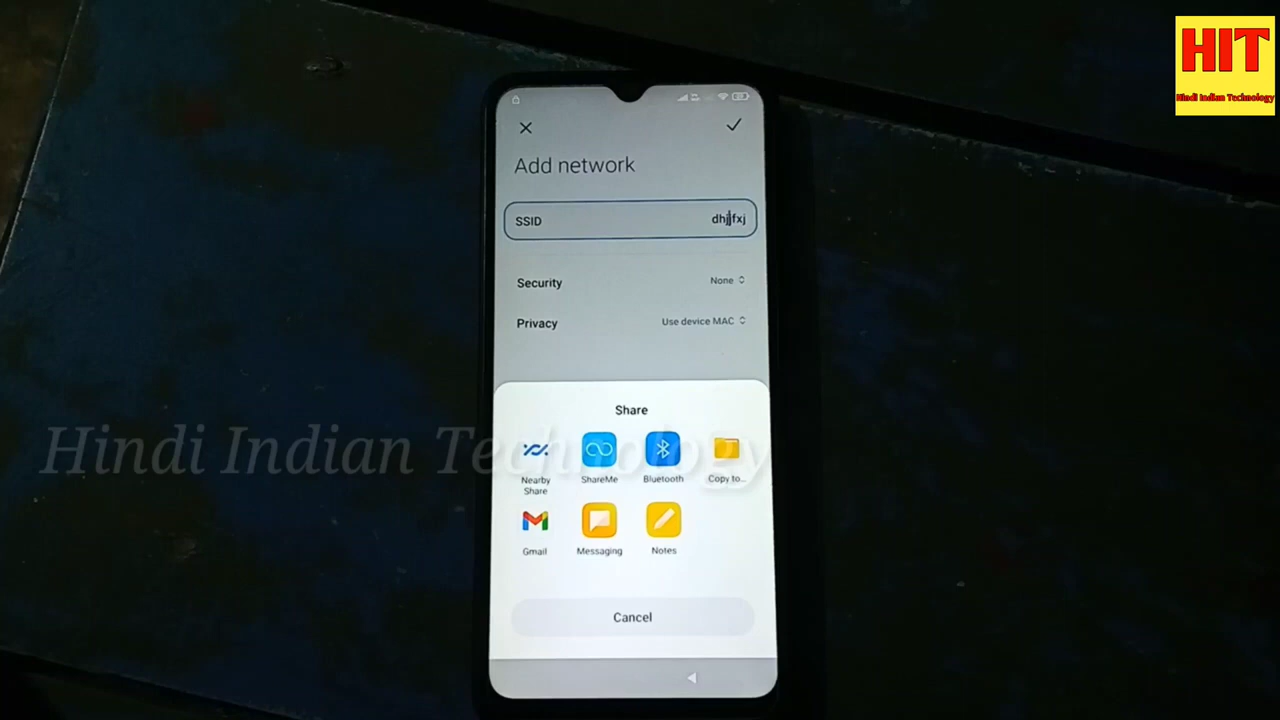 HIT
Hindi Indian Technology
Add network
SSID
dhjjfxj
Security
None
Privacy
Use device MAC
Share
Hindi Indian Technology
Nearby
Share
ShareMe
Bluetooth
Copy to...
Gmail
Messaging
Notes
Cancel